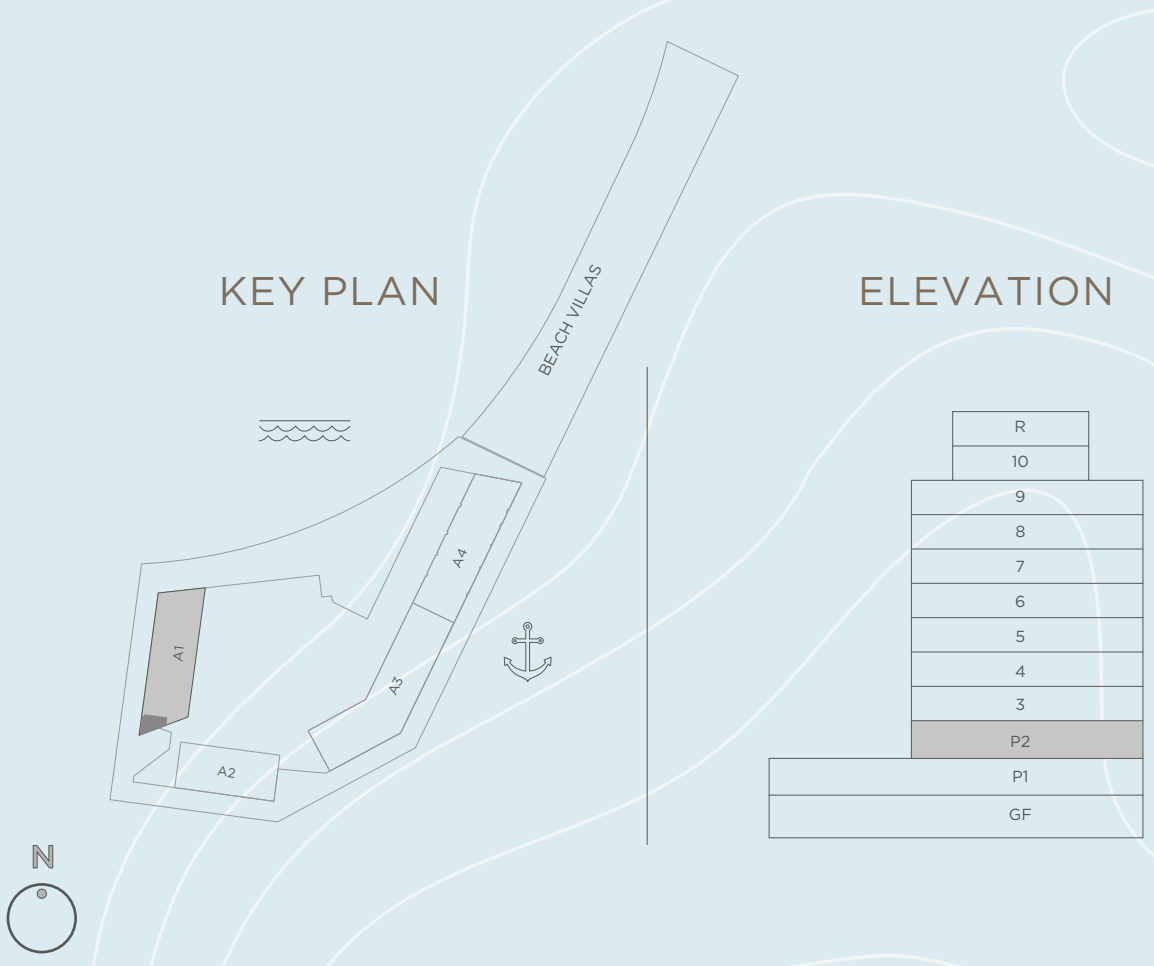 KEY PLAN
BEACH VILLAS
A4
A1
A3
A2
N
ELEVATION
R
10
9
8
7
6
5
4
3
P2
P1
GF